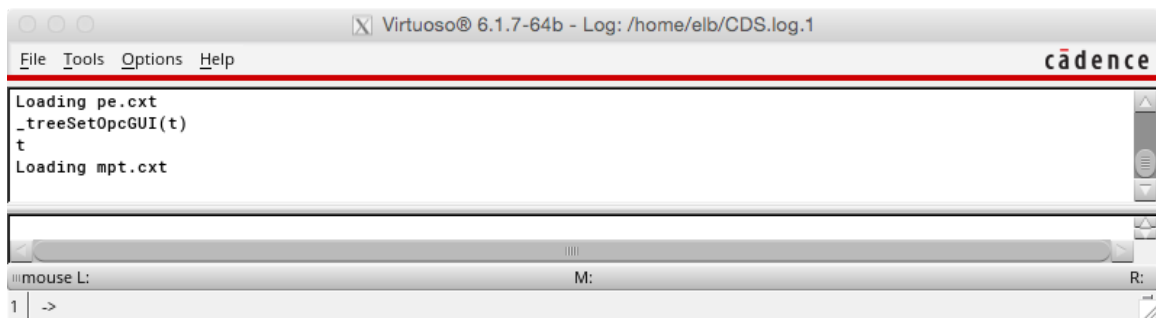 Virtuoso® 6.1.7-64b - Log: /home/elb/CDS.log.1
File Tools Options Help
cādence
Loading pe.cxt
_treeSetOpcGUI(t)
t
Loading mpt.cxt
mouse L: M: R:
1 ->